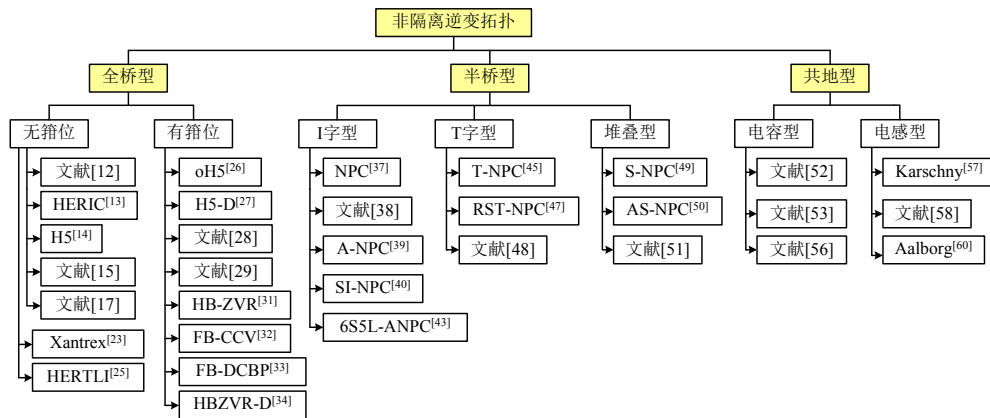 非隔离逆变拓扑
全桥型
半桥型
共地型
无箝位
有箝位
I字型
T字型
堆叠型
电容型
电感型
文献[12]
HERIC[13]
H5[14]
文献[15]
文献[17]
Xantrex[23]
HERTLI[25]
oH5[26]
H5-D[27]
文献[28]
文献[29]
HB-ZVR[31]
FB-CCV[32]
FB-DCBP[33]
HBZVR-D[34]
NPC[37]
文献[38]
A-NPC[39]
SI-NPC[40]
6S5L-ANPC[43]
T-NPC[45]
RST-NPC[47]
文献[48]
S-NPC[49]
AS-NPC[50]
文献[51]
文献[52]
文献[53]
文献[56]
Karschny[57]
文献[58]
Aalborg[60]